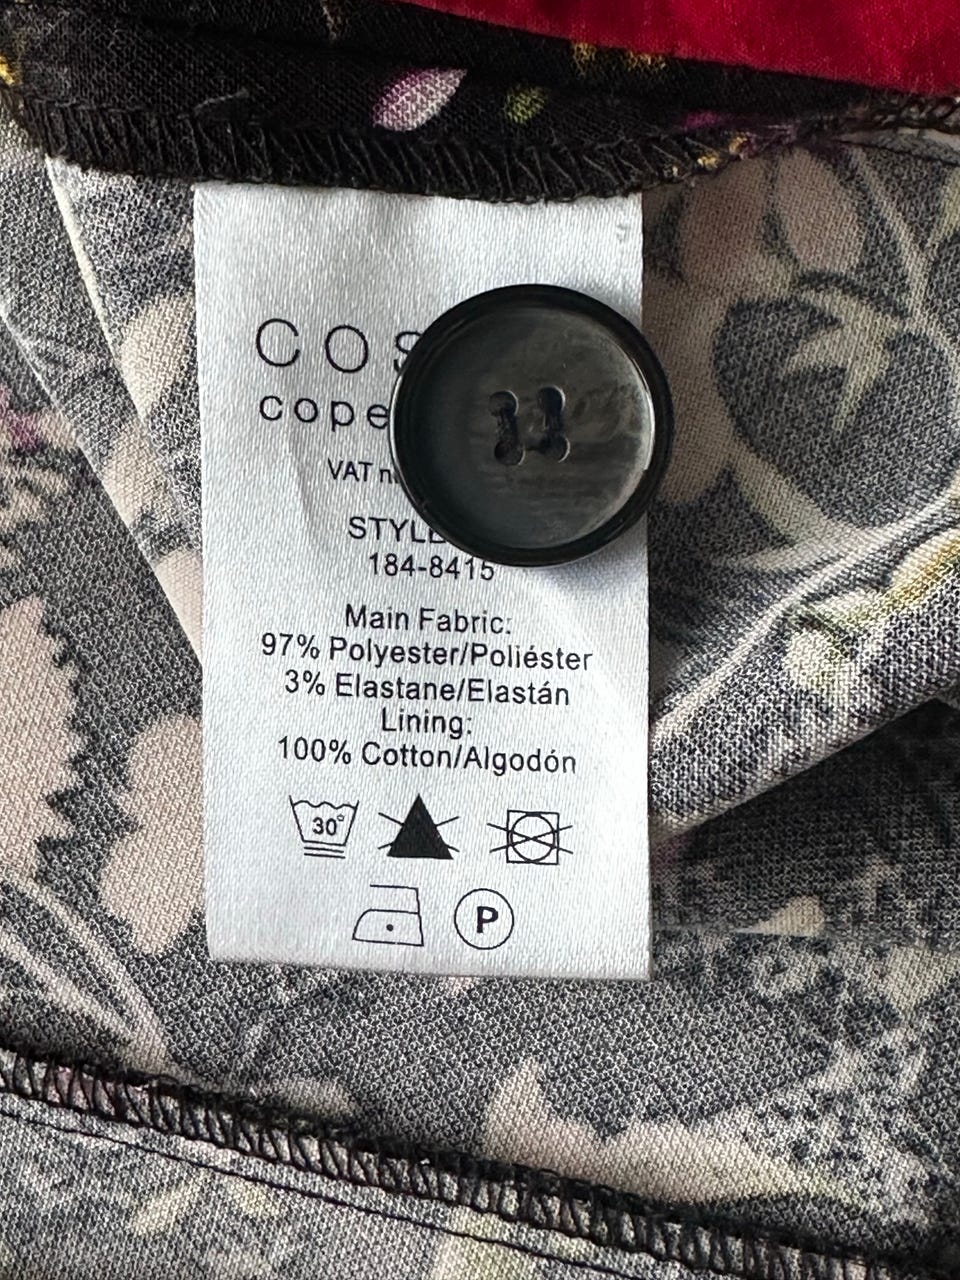 COS
cope
VAT n
STYLE
184-8415
Main Fabric:
97% Polyester/Poliéster
3% Elastane/Elastán
Lining:
100% Cotton/Algodón
30°
P